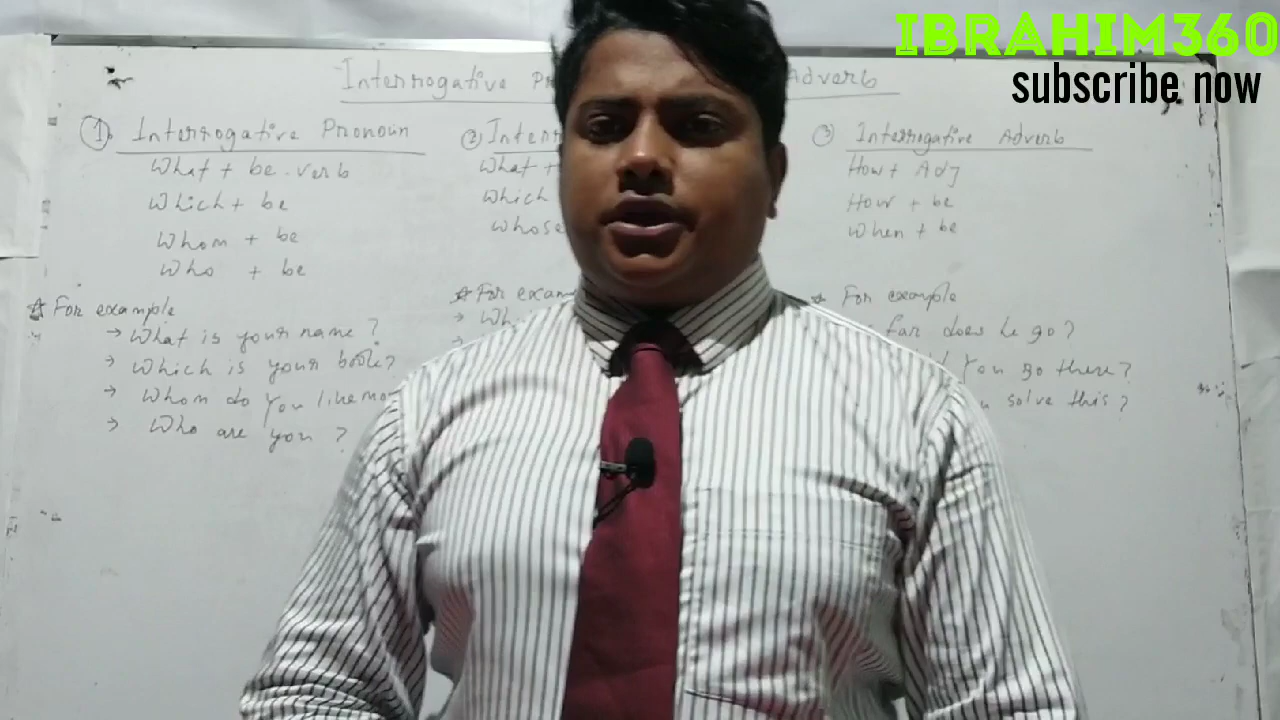 IBRAHIM360
subscribe now
Interrogative Adverb
① Interrogative Pronoun
What + be-verb
Which + be
Whom + be
Who + be
☆ For example
→ What is your name ?
→ Which is your book?
→ Whom do you like
→ Who are you ?
②
What +
Which
Whose
☆ For
→
③ Interrogative Adverb
How + Adj
How + be
When + be
For example
far does he go?
you go there?
solve this ?